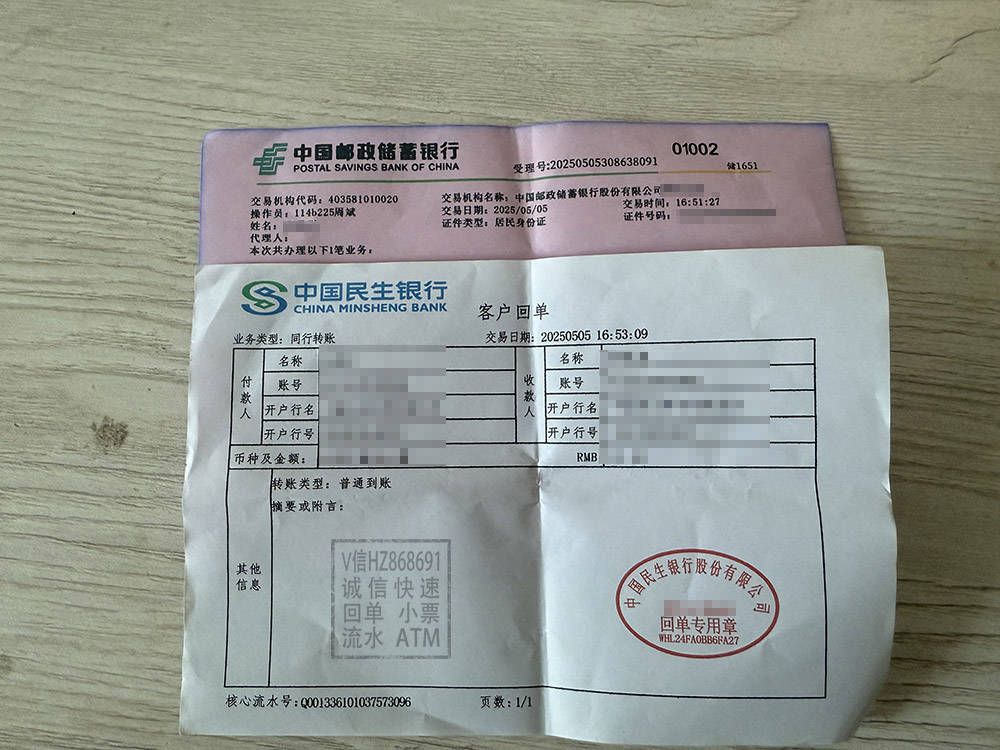 中国邮政储蓄银行
POSTAL SAVINGS BANK OF CHINA
受理号:20250505308638091
01002
储1651
交易机构代码: 403581010020
交易机构名称: 中国邮政储蓄银行股份有限公司
操作员: 114b225周斌
交易日期: 2025/05/05
交易时间: 16:51:27
姓名:
证件类型: 居民身份证
证件号码:
代理人:
本次共办理以下1笔业务:
中国民生银行
CHINA MINSHENG BANK
客户回单
业务类型: 同行转账
交易日期: 20250505 16:53:09
付款人
名称
账号
开户行名
开户行号
收款人
名称
账号
开户行名
开户行号
币种及金额:
RMB
转账类型: 普通到账
摘要或附言:
其他信息
V信HZ868691
诚信快速
回单 小票
流水 ATM
中国民生银行股份有限公司
回单专用章
WHL24FA0BB6FA27
核心流水号:Q001336101037573096
页数: 1/1